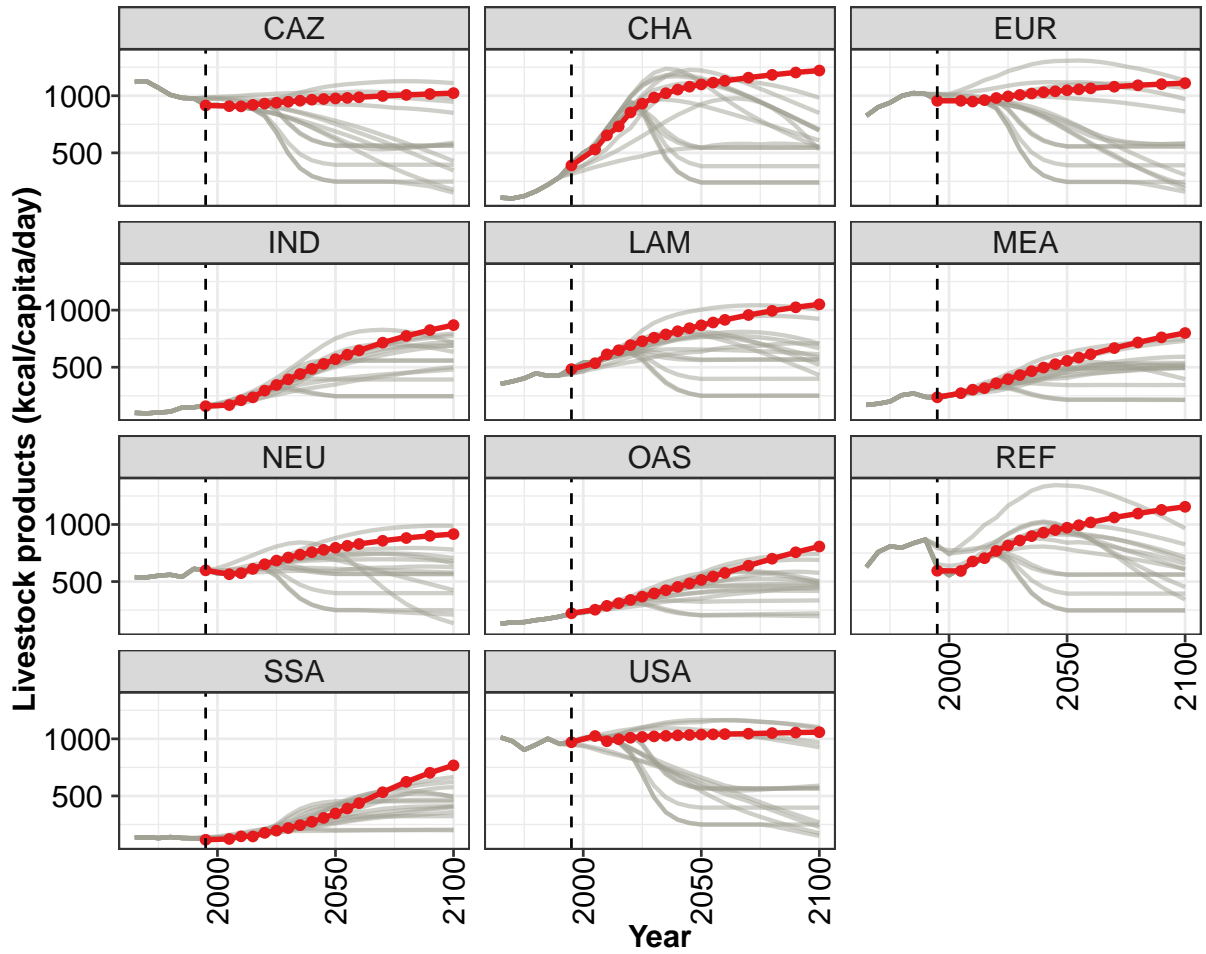 CAZ CHA EUR
1000
500
IND LAM MEA
1000
500
NEU OAS REF
1000
500
2000 2050 2100
SSA USA
1000
500
2000 2050 2100 2000 2050 2100
Year
Livestock products (kcal/capita/day)